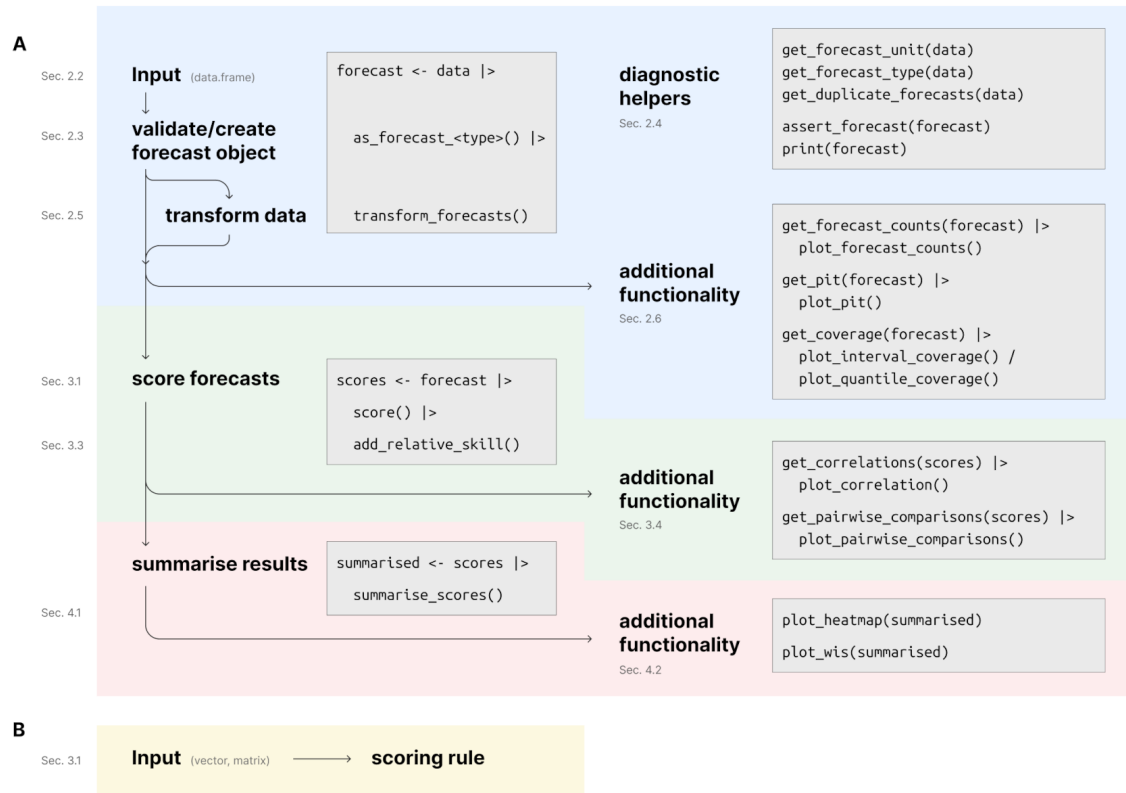 A
Sec. 2.2
Input (data.frame)
forecast <- data |>
Sec. 2.3
validate/create
forecast object
as_forecast_<type>() |>
Sec. 2.5
transform data
transform_forecasts()
diagnostic
helpers
Sec. 2.4
get_forecast_unit(data)
get_forecast_type(data)
get_duplicate_forecasts(data)
assert_forecast(forecast)
print(forecast)
additional
functionality
Sec. 2.6
get_forecast_counts(forecast) |>
plot_forecast_counts()
get_pit(forecast) |>
plot_pit()
get_coverage(forecast) |>
plot_interval_coverage() /
plot_quantile_coverage()
Sec. 3.1
score forecasts
scores <- forecast |>
score() |>
Sec. 3.3
add_relative_skill()
additional
functionality
Sec. 3.4
get_correlations(scores) |>
plot_correlation()
get_pairwise_comparisons(scores) |>
plot_pairwise_comparisons()
summarise results
summarised <- scores |>
summarise_scores()
Sec. 4.1
additional
functionality
Sec. 4.2
plot_heatmap(summarised)
plot_wis(summarised)
B
Sec. 3.1
Input (vector, matrix)
scoring rule